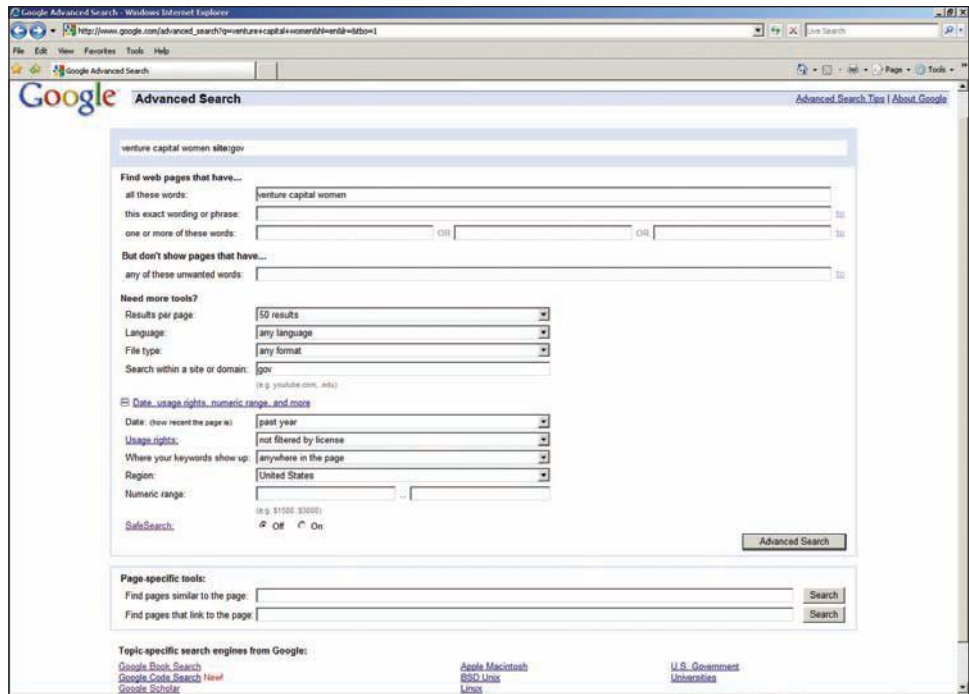 Google Advanced Search - Windows Internet Explorer
http://www.google.com/advanced_search?q=venture+capital+women&hl=en&lr=&tbo=1
Live Search
File Edit View Favorites Tools Help
Google Advanced Search
Page Tools
Google Advanced Search
Advanced Search Tips | About Google
venture capital women site:gov
Find web pages that have...
all these words: venture capital women
this exact wording or phrase:
one or more of these words: OR OR
But don't show pages that have...
any of these unwanted words:
Need more tools?
Results per page: 50 results
Language: any language
File type: any format
Search within a site or domain: gov
(e.g. youtube.com, .edu)
Date, usage rights, numeric range, and more
Date: (how recent the page is) past year
Usage rights: not filtered by license
Where your keywords show up: anywhere in the page
Region: United States
Numeric range: ..
(e.g. $1500..$3000)
SafeSearch: Off On
Advanced Search
Page-specific tools:
Find pages similar to the page: Search
Find pages that link to the page: Search
Topic-specific search engines from Google:
Google Book Search Apple Macintosh U.S. Government
Google Code Search New! BSD Unix Universities
Google Scholar Linux